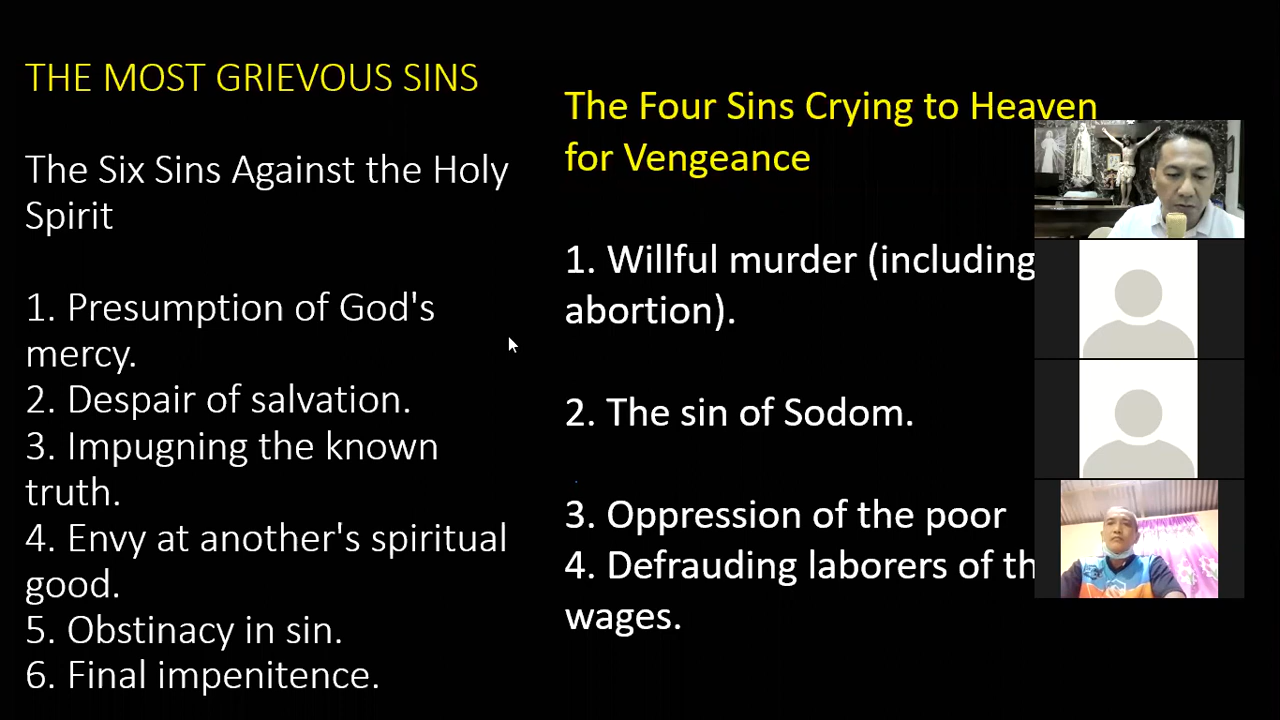 THE MOST GRIEVOUS SINS
The Six Sins Against the Holy
Spirit
1. Presumption of God's
mercy.
2. Despair of salvation.
3. Impugning the known
truth.
4. Envy at another's spiritual
good.
5. Obstinacy in sin.
6. Final impenitence.
The Four Sins Crying to Heaven
for Vengeance
1. Willful murder (including
abortion).
2. The sin of Sodom.
3. Oppression of the poor
4. Defrauding laborers of
wages.